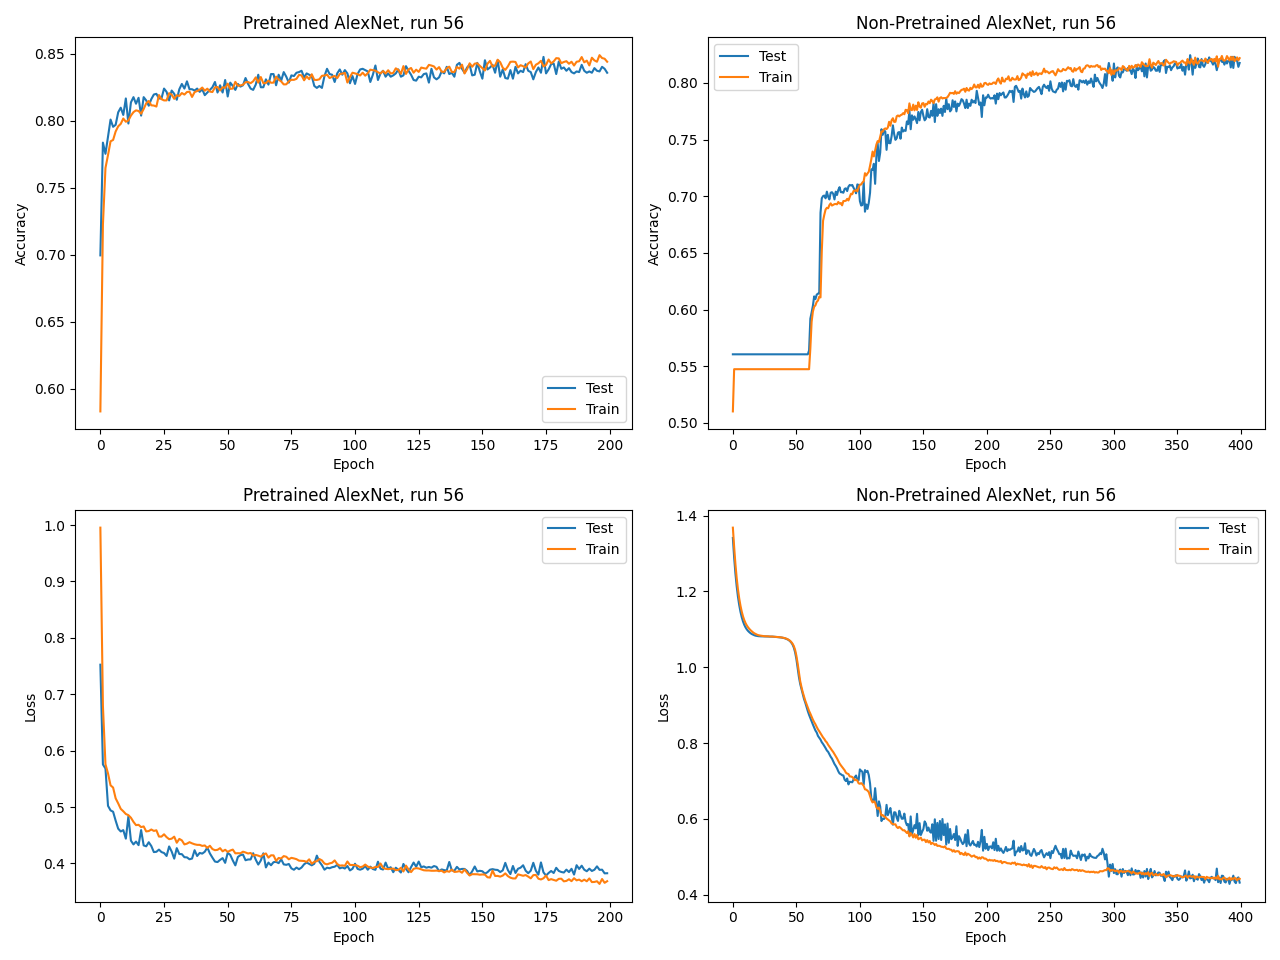 Pretrained AlexNet, run 56
0.85
0.80
0.75
0.70
0.65
0.60
Accuracy
Test
Train
0 25 50 75 100 125 150 175 200
Epoch
Non-Pretrained AlexNet, run 56
Test
Train
0.80
0.75
0.70
0.65
0.60
0.55
0.50
Accuracy
0 50 100 150 200 250 300 350 400
Epoch
Pretrained AlexNet, run 56
Test
Train
1.0
0.9
0.8
0.7
0.6
0.5
0.4
Loss
0 25 50 75 100 125 150 175 200
Epoch
Non-Pretrained AlexNet, run 56
Test
Train
1.4
1.2
1.0
0.8
0.6
0.4
Loss
0 50 100 150 200 250 300 350 400
Epoch